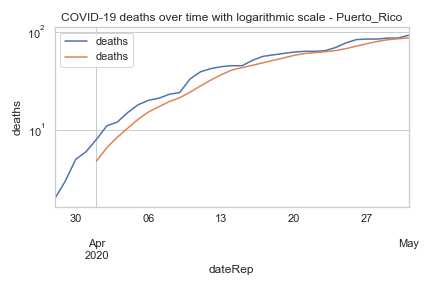 COVID-19 deaths over time with logarithmic scale - Puerto_Rico
10²
deaths
deaths
deaths
10¹
30
06
13
20
27
Apr
May
2020
dateRep